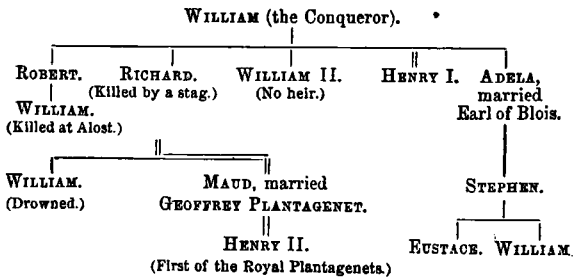 WILLIAM (the Conqueror).
ROBERT. RICHARD. WILLIAM II. HENRY I. ADELA,
(Killed by a stag.) (No heir.) married
WILLIAM. Earl of Blois.
(Killed at Alost.)
WILLIAM. MAUD, married STEPHEN.
(Drowned.) GEOFFREY PLANTAGENET.
HENRY II. EUSTACE. WILLIAM
(First of the Royal Plantagenets.)